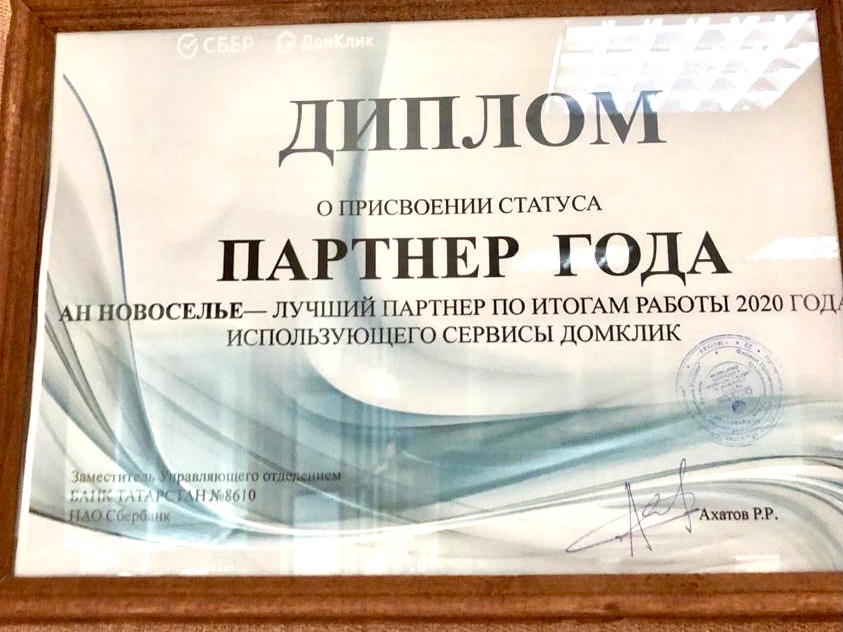 СБЕР ДомКлик
ДИПЛОМ
О ПРИСВОЕНИИ СТАТУСА
ПАРТНЕР ГОДА
АН НОВОСЕЛЬЕ— ЛУЧШИЙ ПАРТНЕР ПО ИТОГАМ РАБОТЫ 2020 ГОДА
ИСПОЛЬЗУЮЩЕГО СЕРВИСЫ ДОМКЛИК
Заместитель Управляющего отделением
БАНК ТАТАРСТАН №8610
ПАО Сбербанк
Ахатов Р.Р.